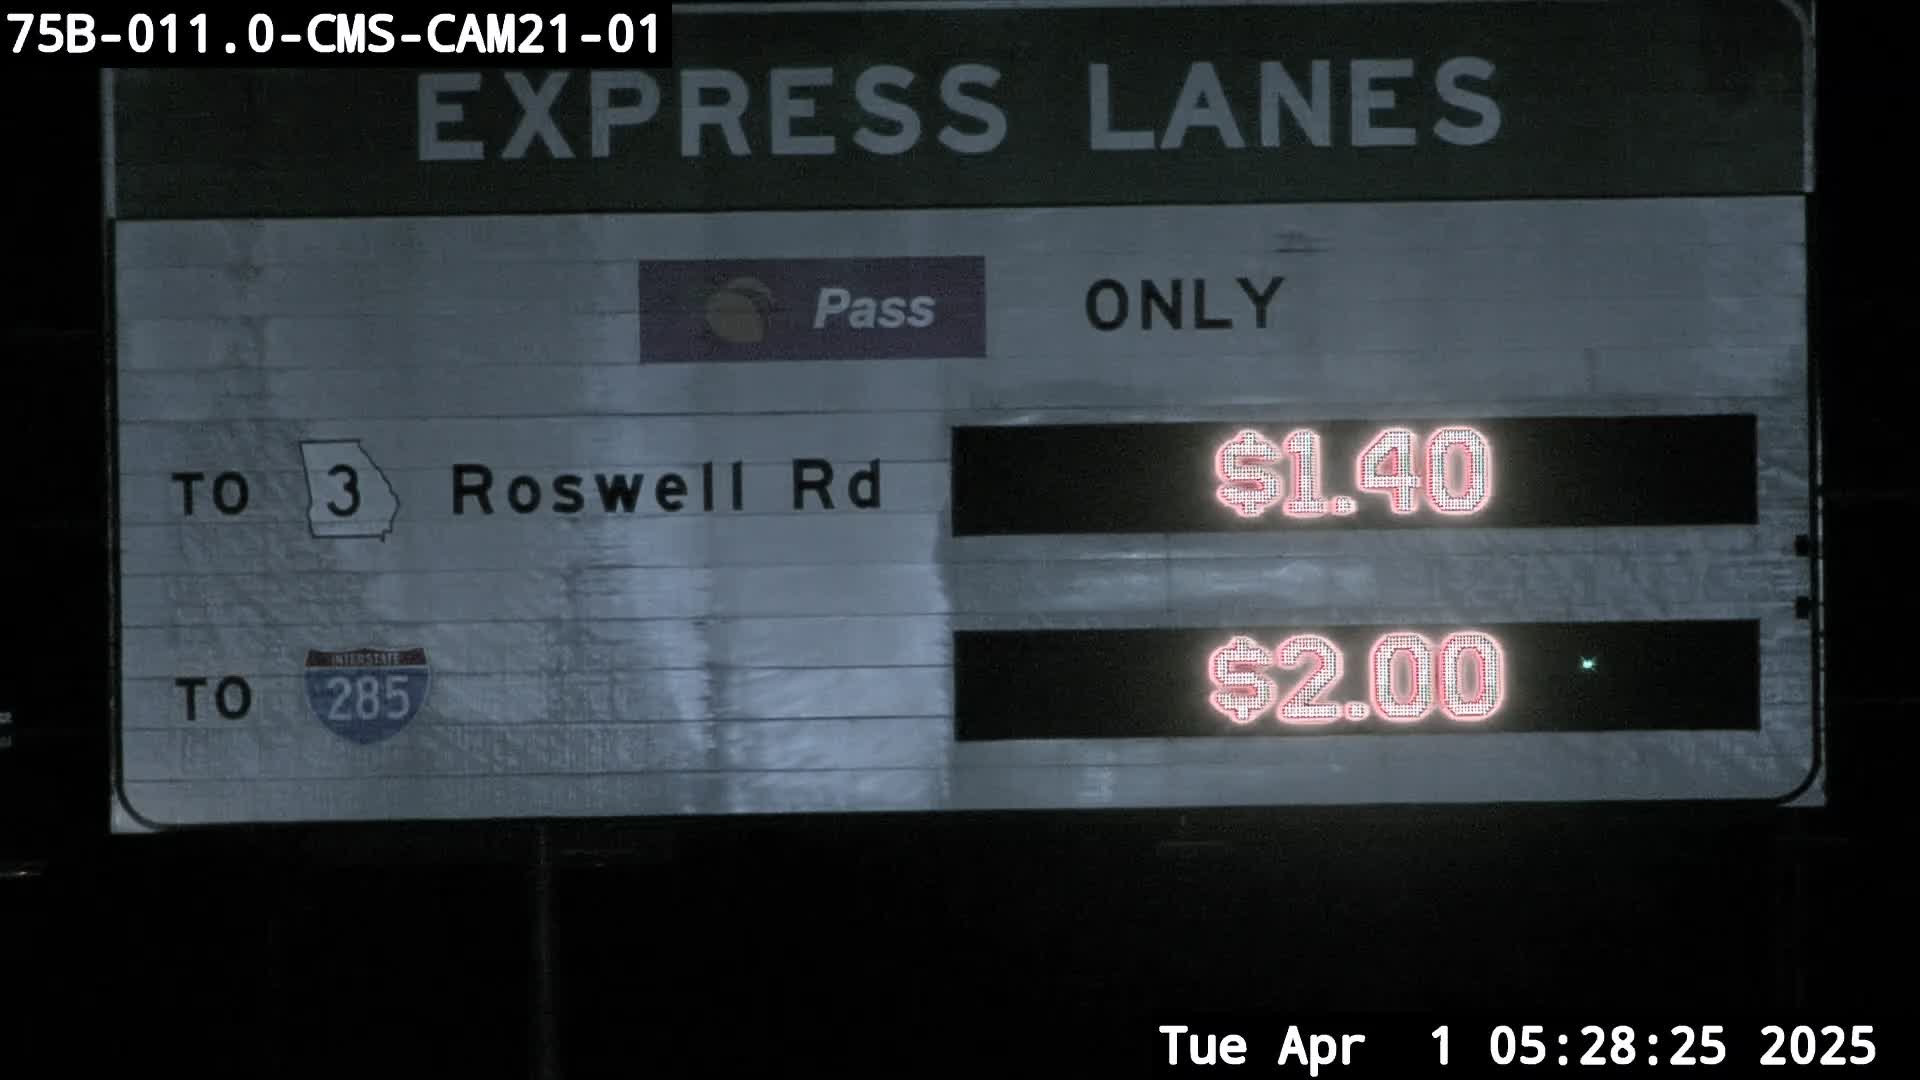 75B-011.0-CMS-CAM21-01
EXPRESS LANES
Pass ONLY
TO 3 Roswell Rd $1.40
TO INTERSTATE 285 $2.00
Tue Apr 1 05:28:25 2025